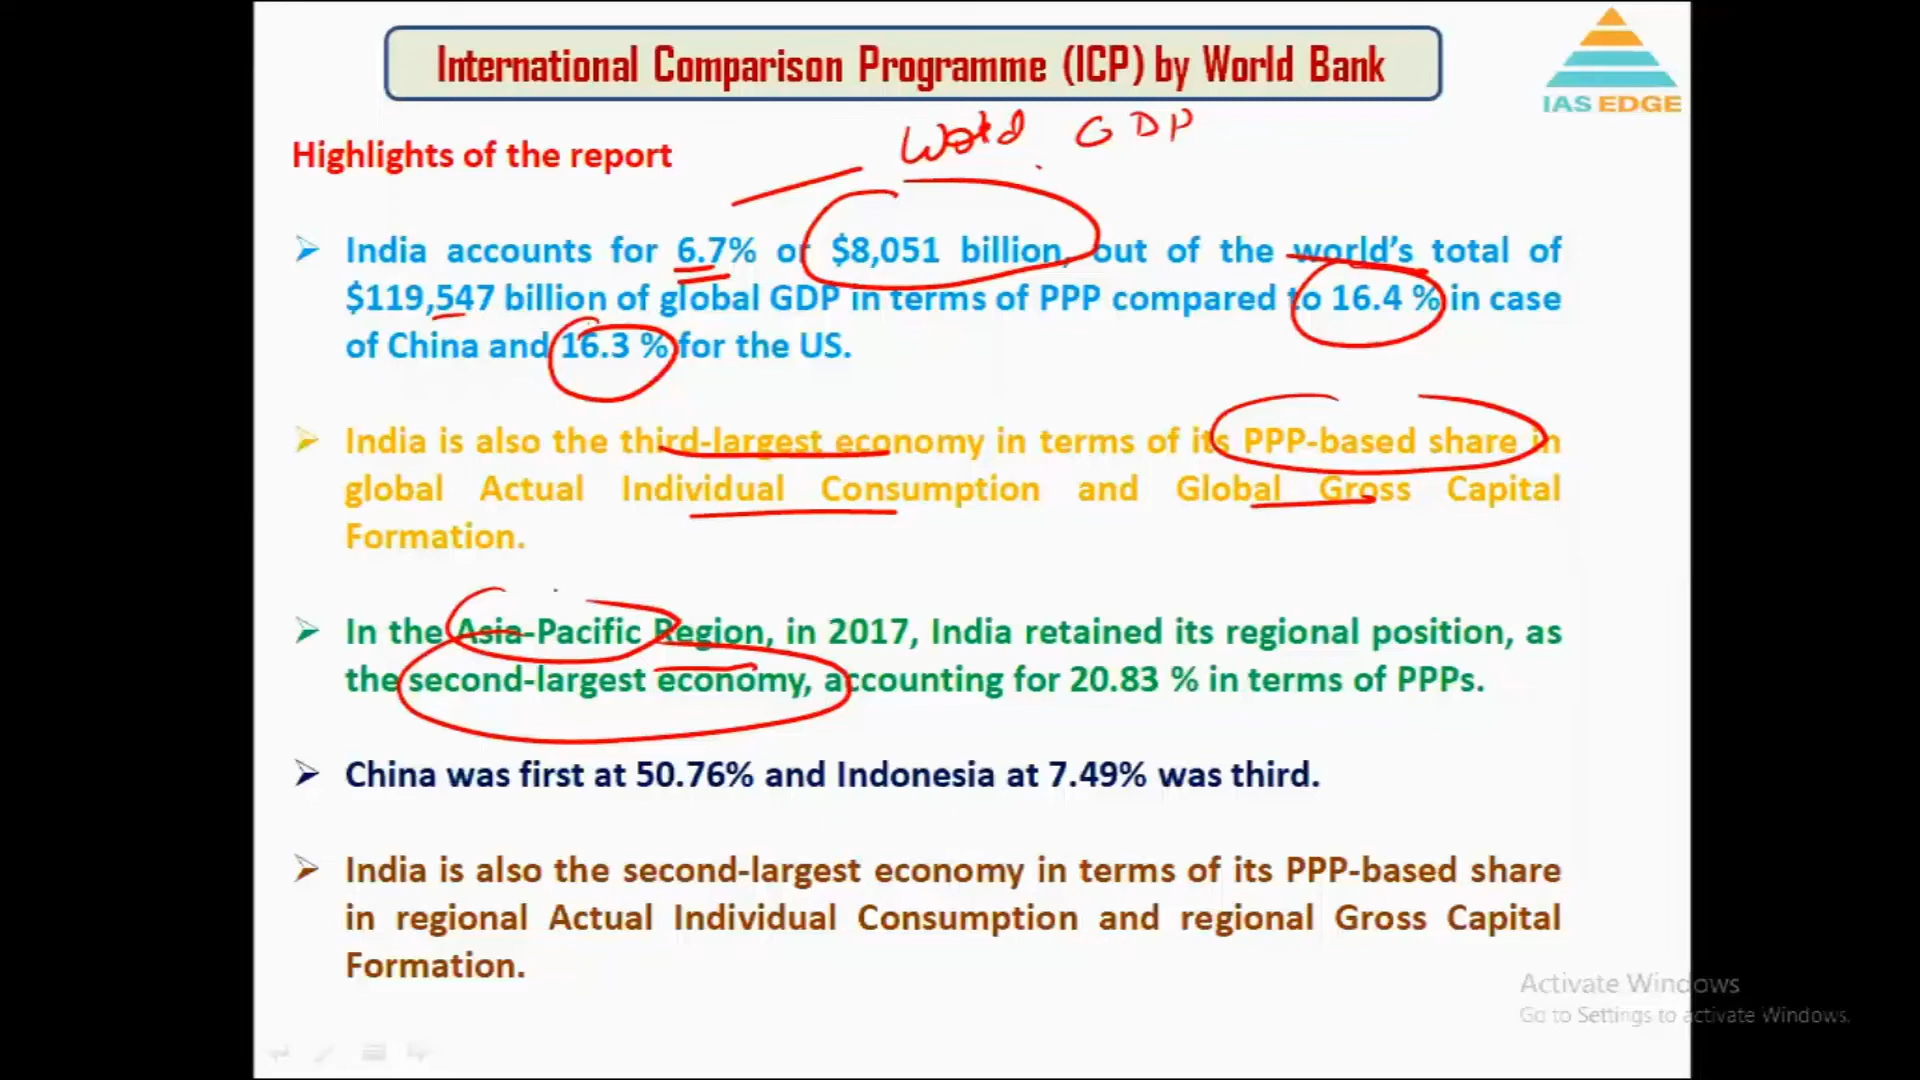 International Comparison Programme (ICP) by World Bank
IAS EDGE
World GDP
Highlights of the report
India accounts for 6.7% or $8,051 billion, out of the world's total of
$119,547 billion of global GDP in terms of PPP compared to 16.4 % in case
of China and 16.3 % for the US.
India is also the third-largest economy in terms of its PPP-based share in
global Actual Individual Consumption and Global Gross Capital
Formation.
In the Asia-Pacific Region, in 2017, India retained its regional position, as
the second-largest economy, accounting for 20.83 % in terms of PPPs.
China was first at 50.76% and Indonesia at 7.49% was third.
India is also the second-largest economy in terms of its PPP-based share
in regional Actual Individual Consumption and regional Gross Capital
Formation.
Activate Windows
Go to Settings to activate Windows.